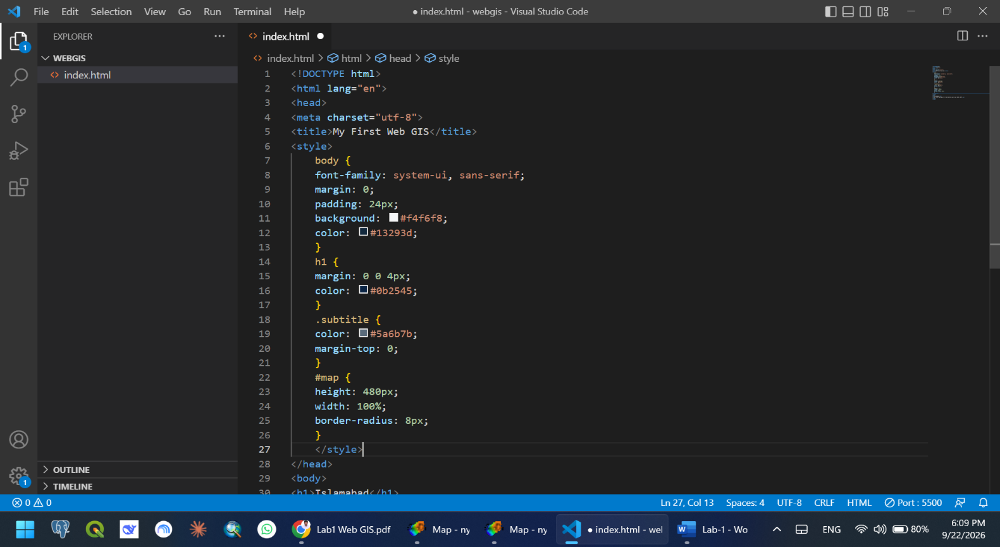 File Edit Selection View Go Run Terminal Help
● index.html - webgis - Visual Studio Code
EXPLORER
WEBGIS
index.html
index.html
index.html > html > head > style
1 <!DOCTYPE html>
2 <html lang="en">
3 <head>
4 <meta charset="utf-8">
5 <title>My First Web GIS</title>
6 <style>
7 body {
8 font-family: system-ui, sans-serif;
9 margin: 0;
10 padding: 24px;
11 background: #f4f6f8;
12 color: #13293d;
13 }
14 h1 {
15 margin: 0 0 4px;
16 color: #0b2545;
17 }
18 .subtitle {
19 color: #5a6b7b;
20 margin-top: 0;
21 }
22 #map {
23 height: 480px;
24 width: 100%;
25 border-radius: 8px;
26 }
27 </style>
28 </head>
29 <body>
30 <h1>Islamabad</h1>
1
1
OUTLINE
TIMELINE
0 0
Ln 27, Col 13 Spaces: 4 UTF-8 CRLF HTML Port : 5500
Lab1 Web GIS.pdf
Map - ny
Map - ny
● index.html - wel
Lab-1 - Wo
ENG
80%
6:09 PM
9/22/2026